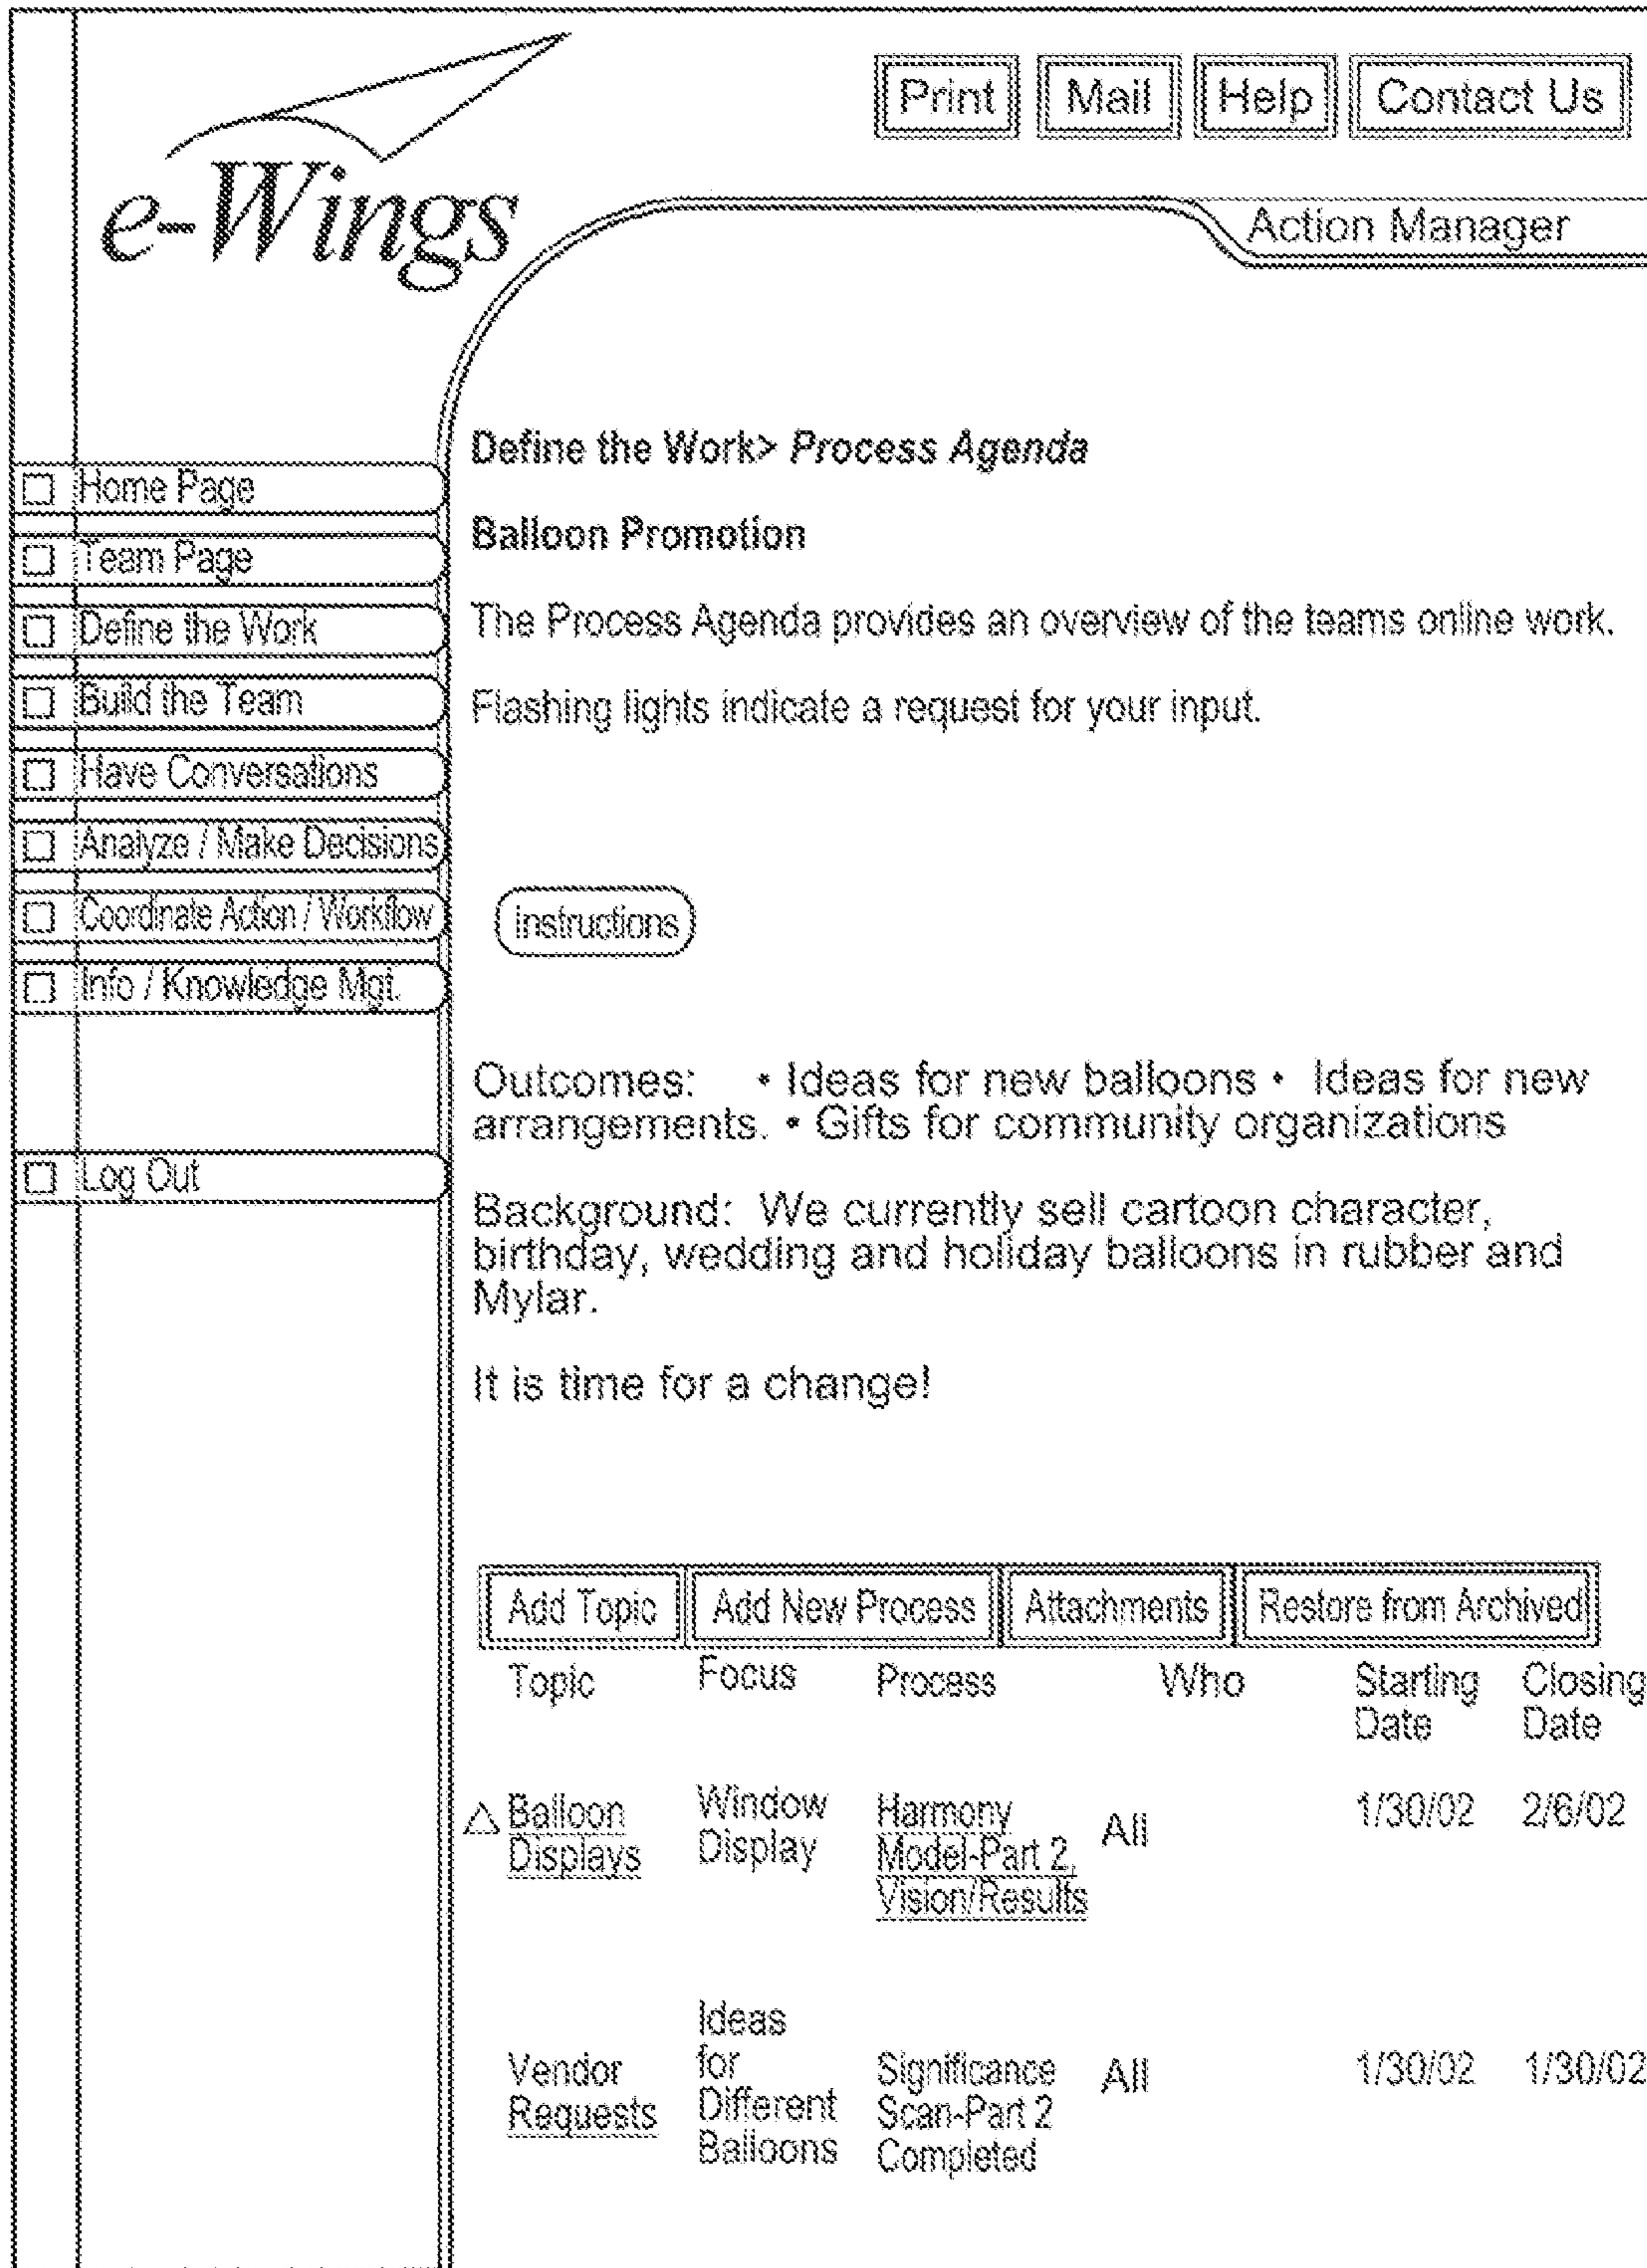 Print Mail Help Contact Us
e-Wings
Action Manager
Home Page
Team Page
Define the Work
Build the Team
Have Conversations
Analyze / Make Decisions
Coordinate Action / Workflow
Info / Knowledge Mgt.
Log Out
Define the Work> Process Agenda
Balloon Promotion
The Process Agenda provides an overview of the teams online work.
Flashing lights indicate a request for your input.
instructions
Outcomes: • Ideas for new balloons • Ideas for new
arrangements. • Gifts for community organizations
Background: We currently sell cartoon character,
birthday, wedding and holiday balloons in rubber and
Mylar.
It is time for a change!
Add Topic Add New Process Attachments Restore from Archived
Topic Focus Process Who Starting Closing
Date Date
Balloon Window Harmony All 1/30/02 2/6/02
Displays Display Model-Part 2,
Vision/Results
Ideas
Vendor for Significance All 1/30/02 1/30/02
Requests Different Scan-Part 2
Balloons Completed